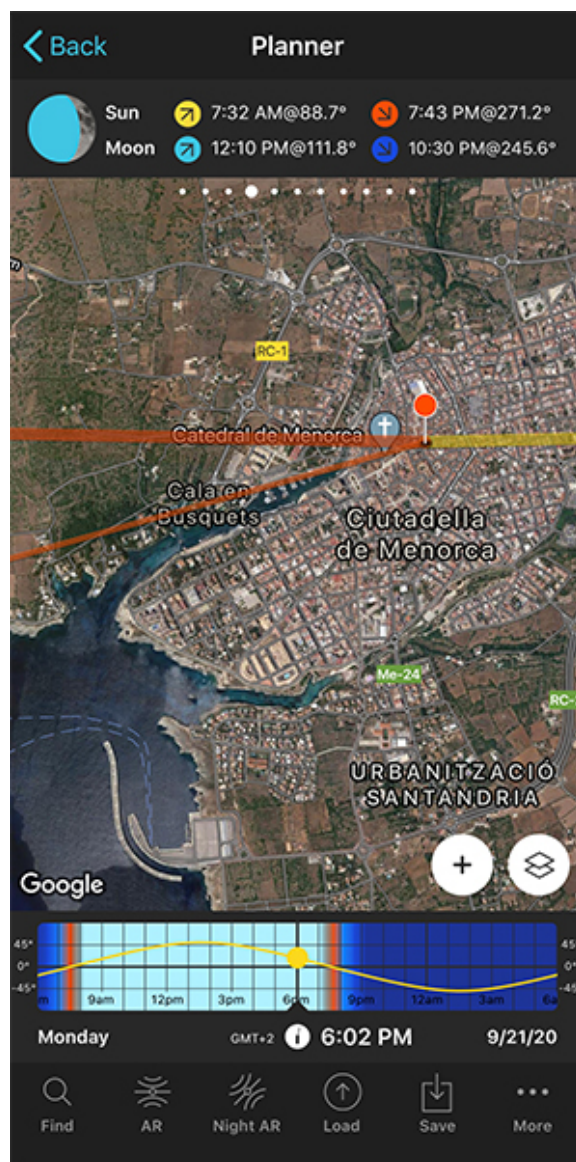 Back
Planner
Sun 7:32 AM@88.7° 7:43 PM@271.2°
Moon 12:10 PM@111.8° 10:30 PM@245.6°
RC-1
Catedral de Menorca
Cala en
Busquets
Ciutadella
de Menorca
Me-24
RC-
URBANITZACIÓ
SANTANDRIA
+
Google
45° 45°
0° 0°
-45° -45°
m 9am 12pm 3pm 6pm 9pm 12am 3am 6a
Monday GMT+2 i 6:02 PM 9/21/20
Find AR Night AR Load Save More